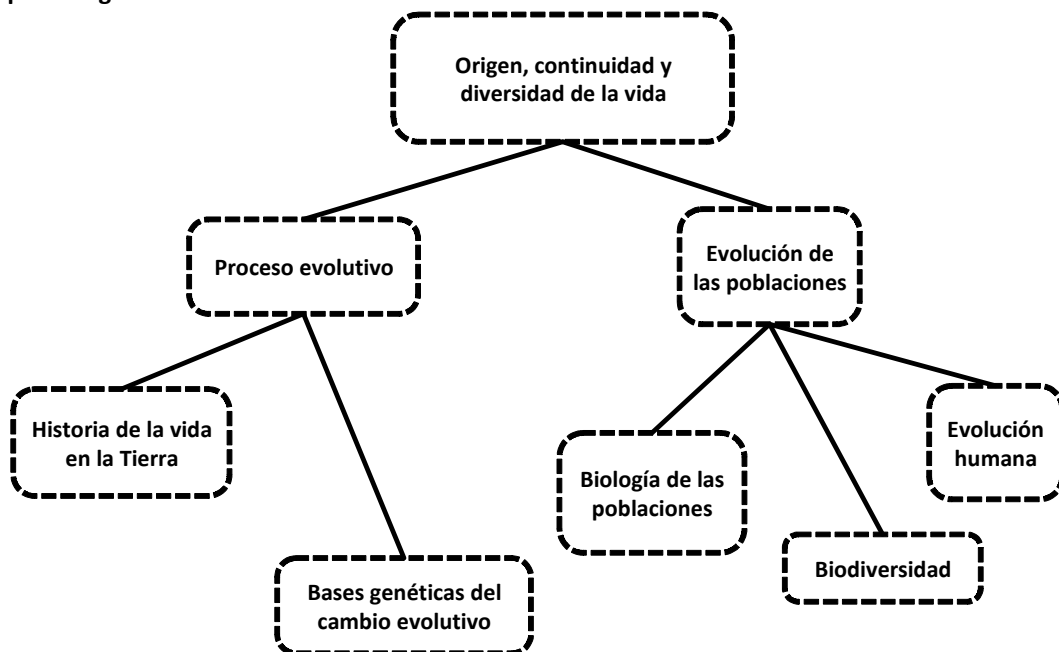 Origen, continuidad y
diversidad de la vida
Proceso evolutivo
Evolución de
las poblaciones
Historia de la vida
en la Tierra
Evolución
humana
Biología de las
poblaciones
Biodiversidad
Bases genéticas del
cambio evolutivo